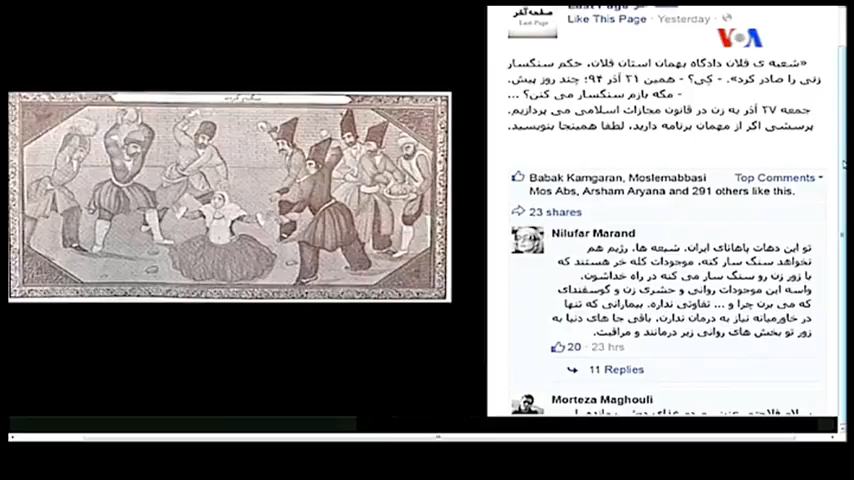 Last Page
صفحه آخر
Last Page
Like This Page · Yesterday ·
VOA
«شعبه ی فلان دادگاه بهمان استان فلان، حکم سنگسار
زنی را صادر کرد». - کِی؟ - همین ۲۱ آذر ۹۴؛ چند روز پیش.
- مگه بازم سنگسار می کنن؟ ...
جمعه ۲۷ آذر به زن در قانون مجازات اسلامی می پردازیم.
پرسشی اگر از مهمان برنامه دارید، لطفا همینجا بنویسید.
Babak Kamgaran, Moslemabbasi
Top Comments
Mos Abs, Arsham Aryana and 291 others like this.
23 shares
Nilufar Marand
تو این دهات پاهاتای ایران. شیعه ها. رژیم هم
نخواهد سنگ سار کنه. موجودات کله خر هستند که
با زور زن رو سنگ سار می کنه در راه خداشون.
واسه این موجودات روانی و حشری زن و گوسفندای
که می برن چرا و ... تفاوتی نداره. بیمارانی که تنها
در خاورمیانه نیاز به درمان ندارن. باقی جا های دنیا به
زور تو بخش های روانی زیر درمانند و مراقبت.
20 · 23 hrs
11 Replies
Morteza Maghouli